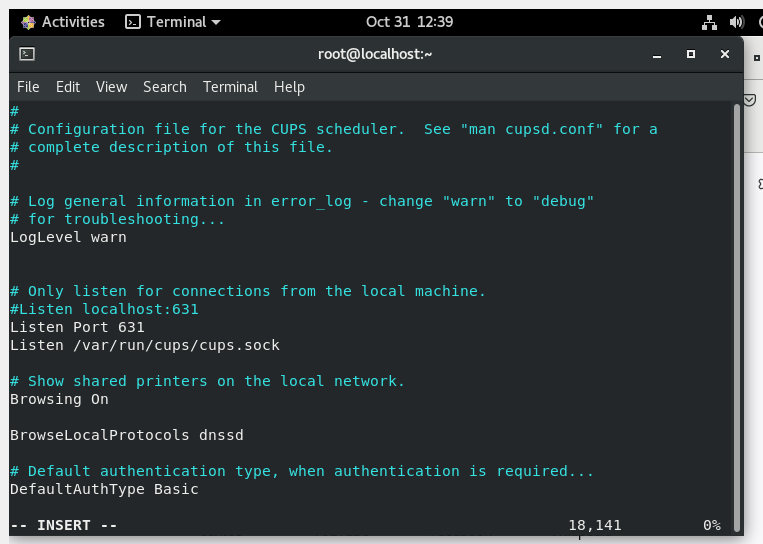 Activities Terminal Oct 31 12:39
root@localhost:~
File Edit View Search Terminal Help
#
# Configuration file for the CUPS scheduler.  See "man cupsd.conf" for a
# complete description of this file.
#
# Log general information in error_log - change "warn" to "debug"
# for troubleshooting...
LogLevel warn
# Only listen for connections from the local machine.
#Listen localhost:631
Listen Port 631
Listen /var/run/cups/cups.sock
# Show shared printers on the local network.
Browsing On
BrowseLocalProtocols dnssd
# Default authentication type, when authentication is required...
DefaultAuthType Basic
-- INSERT -- 18,141 0%